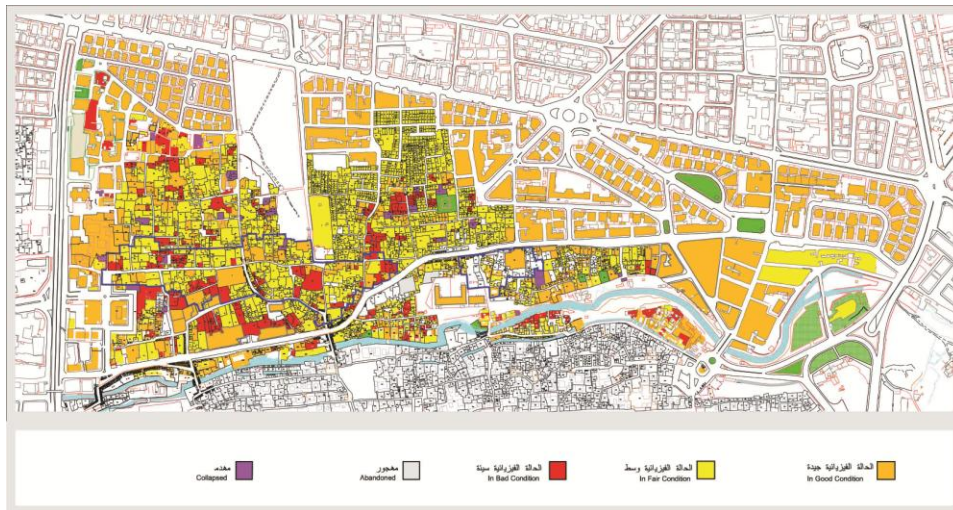 مهدمة
Collapsed
مهجور
Abandoned
الحالة الفيزيائية سيئة
In Bad Condition
الحالة الفيزيائية وسط
In Fair Condition
الحالة الفيزيائية جيدة
In Good Condition